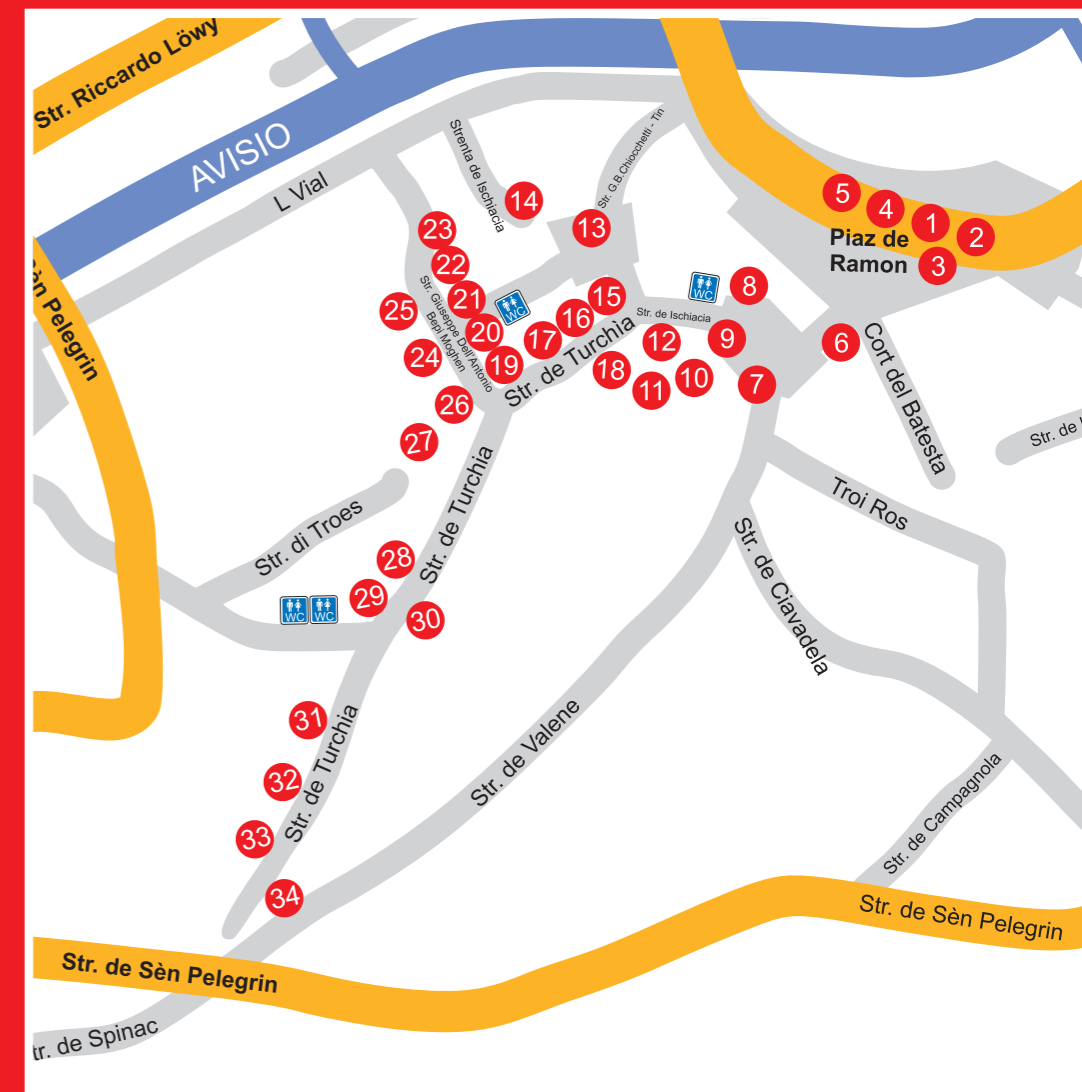 Str. Riccardo Löwy
AVISIO
L Vial
Strenta de Ischiacia
Str. G.B.Chiocchetti - Tin
14
13
5
4
1
2
3
Piaz de
Ramon
23
22
21
20
19
25
24
Str. Giuseppe Dell'Antonio
Bepi Moghen
WC
15
16
17
18
Str. de Turchìa
WC
8
Str. de Ischiacia
12
9
11
10
7
6
Cort del Batesta
Str. de
26
27
Sèn Pelegrin
Str. di Troes
Str. de Turchia
Troi Ros
Str. de Ciavadela
28
29
30
WC
WC
31
32
33
34
Str. de Turchia
Str. de Valene
Str. de Campagnola
Str. de Sèn Pelegrin
Str. de Sèn Pelegrin
tr. de Spinac